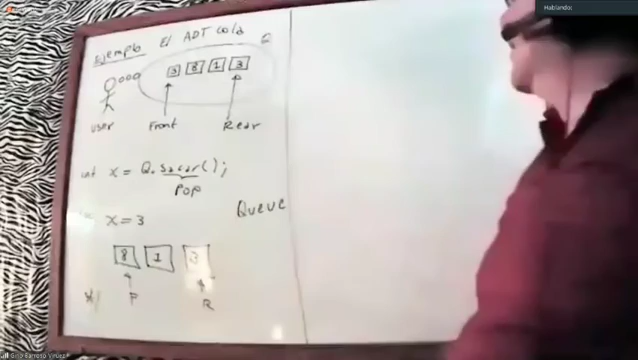 Hablando:
Ejemplo El ADT cola
Q
3 8 1 3
user Front Rear
int x = Q.sacar();
Pop
Queue
x = 3
8 1 3
F R